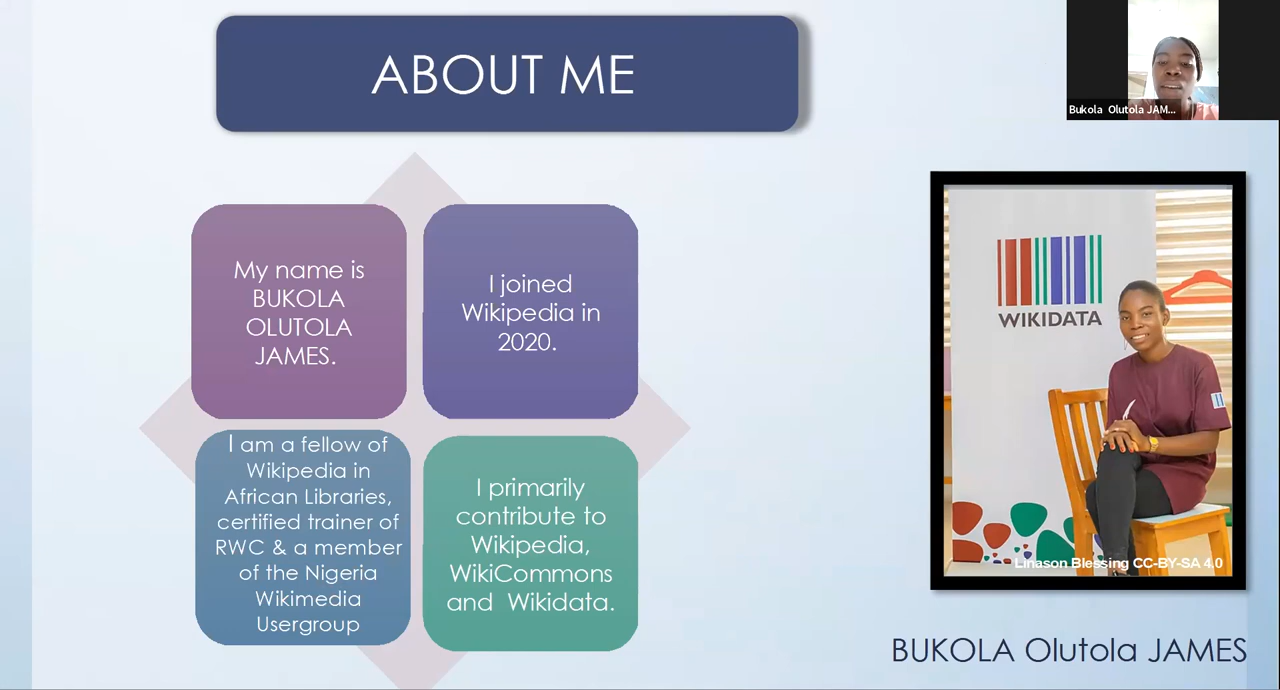 ABOUT ME
Bukola Olutola JAM...
My name is
BUKOLA
OLUTOLA
JAMES.
I joined
Wikipedia in
2020.
I am a fellow of
Wikipedia in
African Libraries,
certified trainer of
RWC & a member
of the Nigeria
Wikimedia
Usergroup
I primarily
contribute to
Wikipedia,
WikiCommons
and Wikidata.
WIKIDATA
Linason Blessing CC-BY-SA 4.0
BUKOLA Olutola JAMES